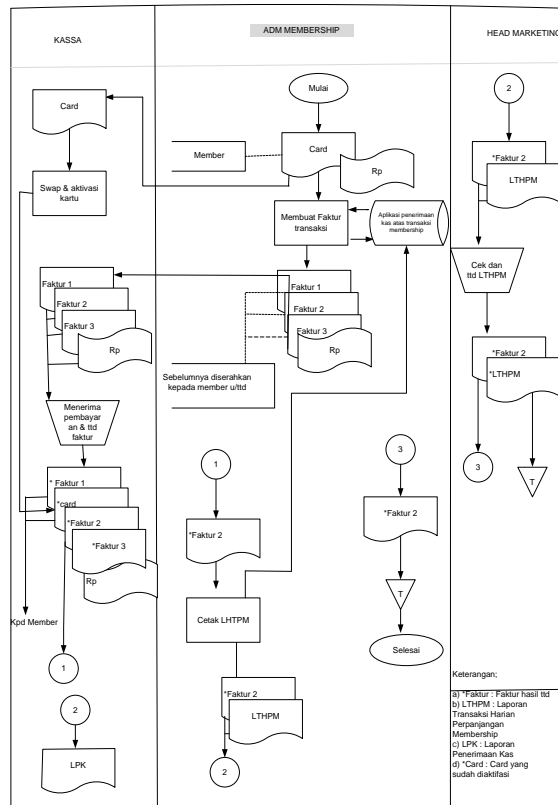 KASSA
ADM MEMBERSHIP
HEAD MARKETING
Card
Swap & aktivasi
kartu
Faktur 1
Faktur 2
Faktur 3
Rp
Menerima
pembayar
an & ttd
faktur
* Faktur 1
*card
*Faktur 2
*Faktur 3
Rp
Kpd Member
1
2
LPK
Mulai
Member
Card
Rp
Membuat Faktur
transaksi
Aplikasi penerimaan
kas atas transaksi
membership
Faktur 1
Faktur 2
Faktur 3
Rp
Sebelumnya diserahkan
kepada member u/ttd
1
*Faktur 2
Cetak LHTPM
*Faktur 2
LTHPM
2
3
*Faktur 2
T
Selesai
2
*Faktur 2
LTHPM
Cek dan
ttd LTHPM
*Faktur 2
*LTHPM
3
T
Keterangan;
a) *Faktur : Faktur hasil ttd
b) LTHPM : Laporan
Transaksi Harian
Perpanjangan
Membership
c) LPK : Laporan
Penerimaan Kas
d) *Card : Card yang
sudah diaktifasi